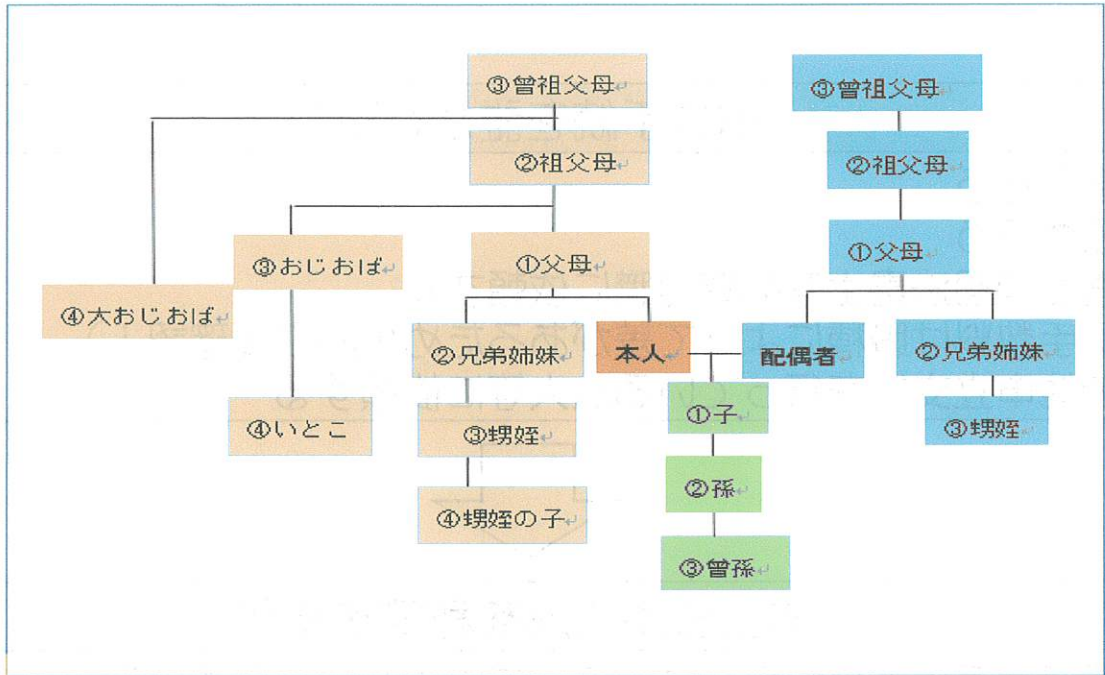 ③曾祖父母
③曾祖父母
②祖父母
②祖父母
③おじおば
①父母
①父母
④大おじおば
②兄弟姉妹
本人
配偶者
②兄弟姉妹
④いとこ
③甥姪
①子
③甥姪
④甥姪の子
②孫
③曾孫